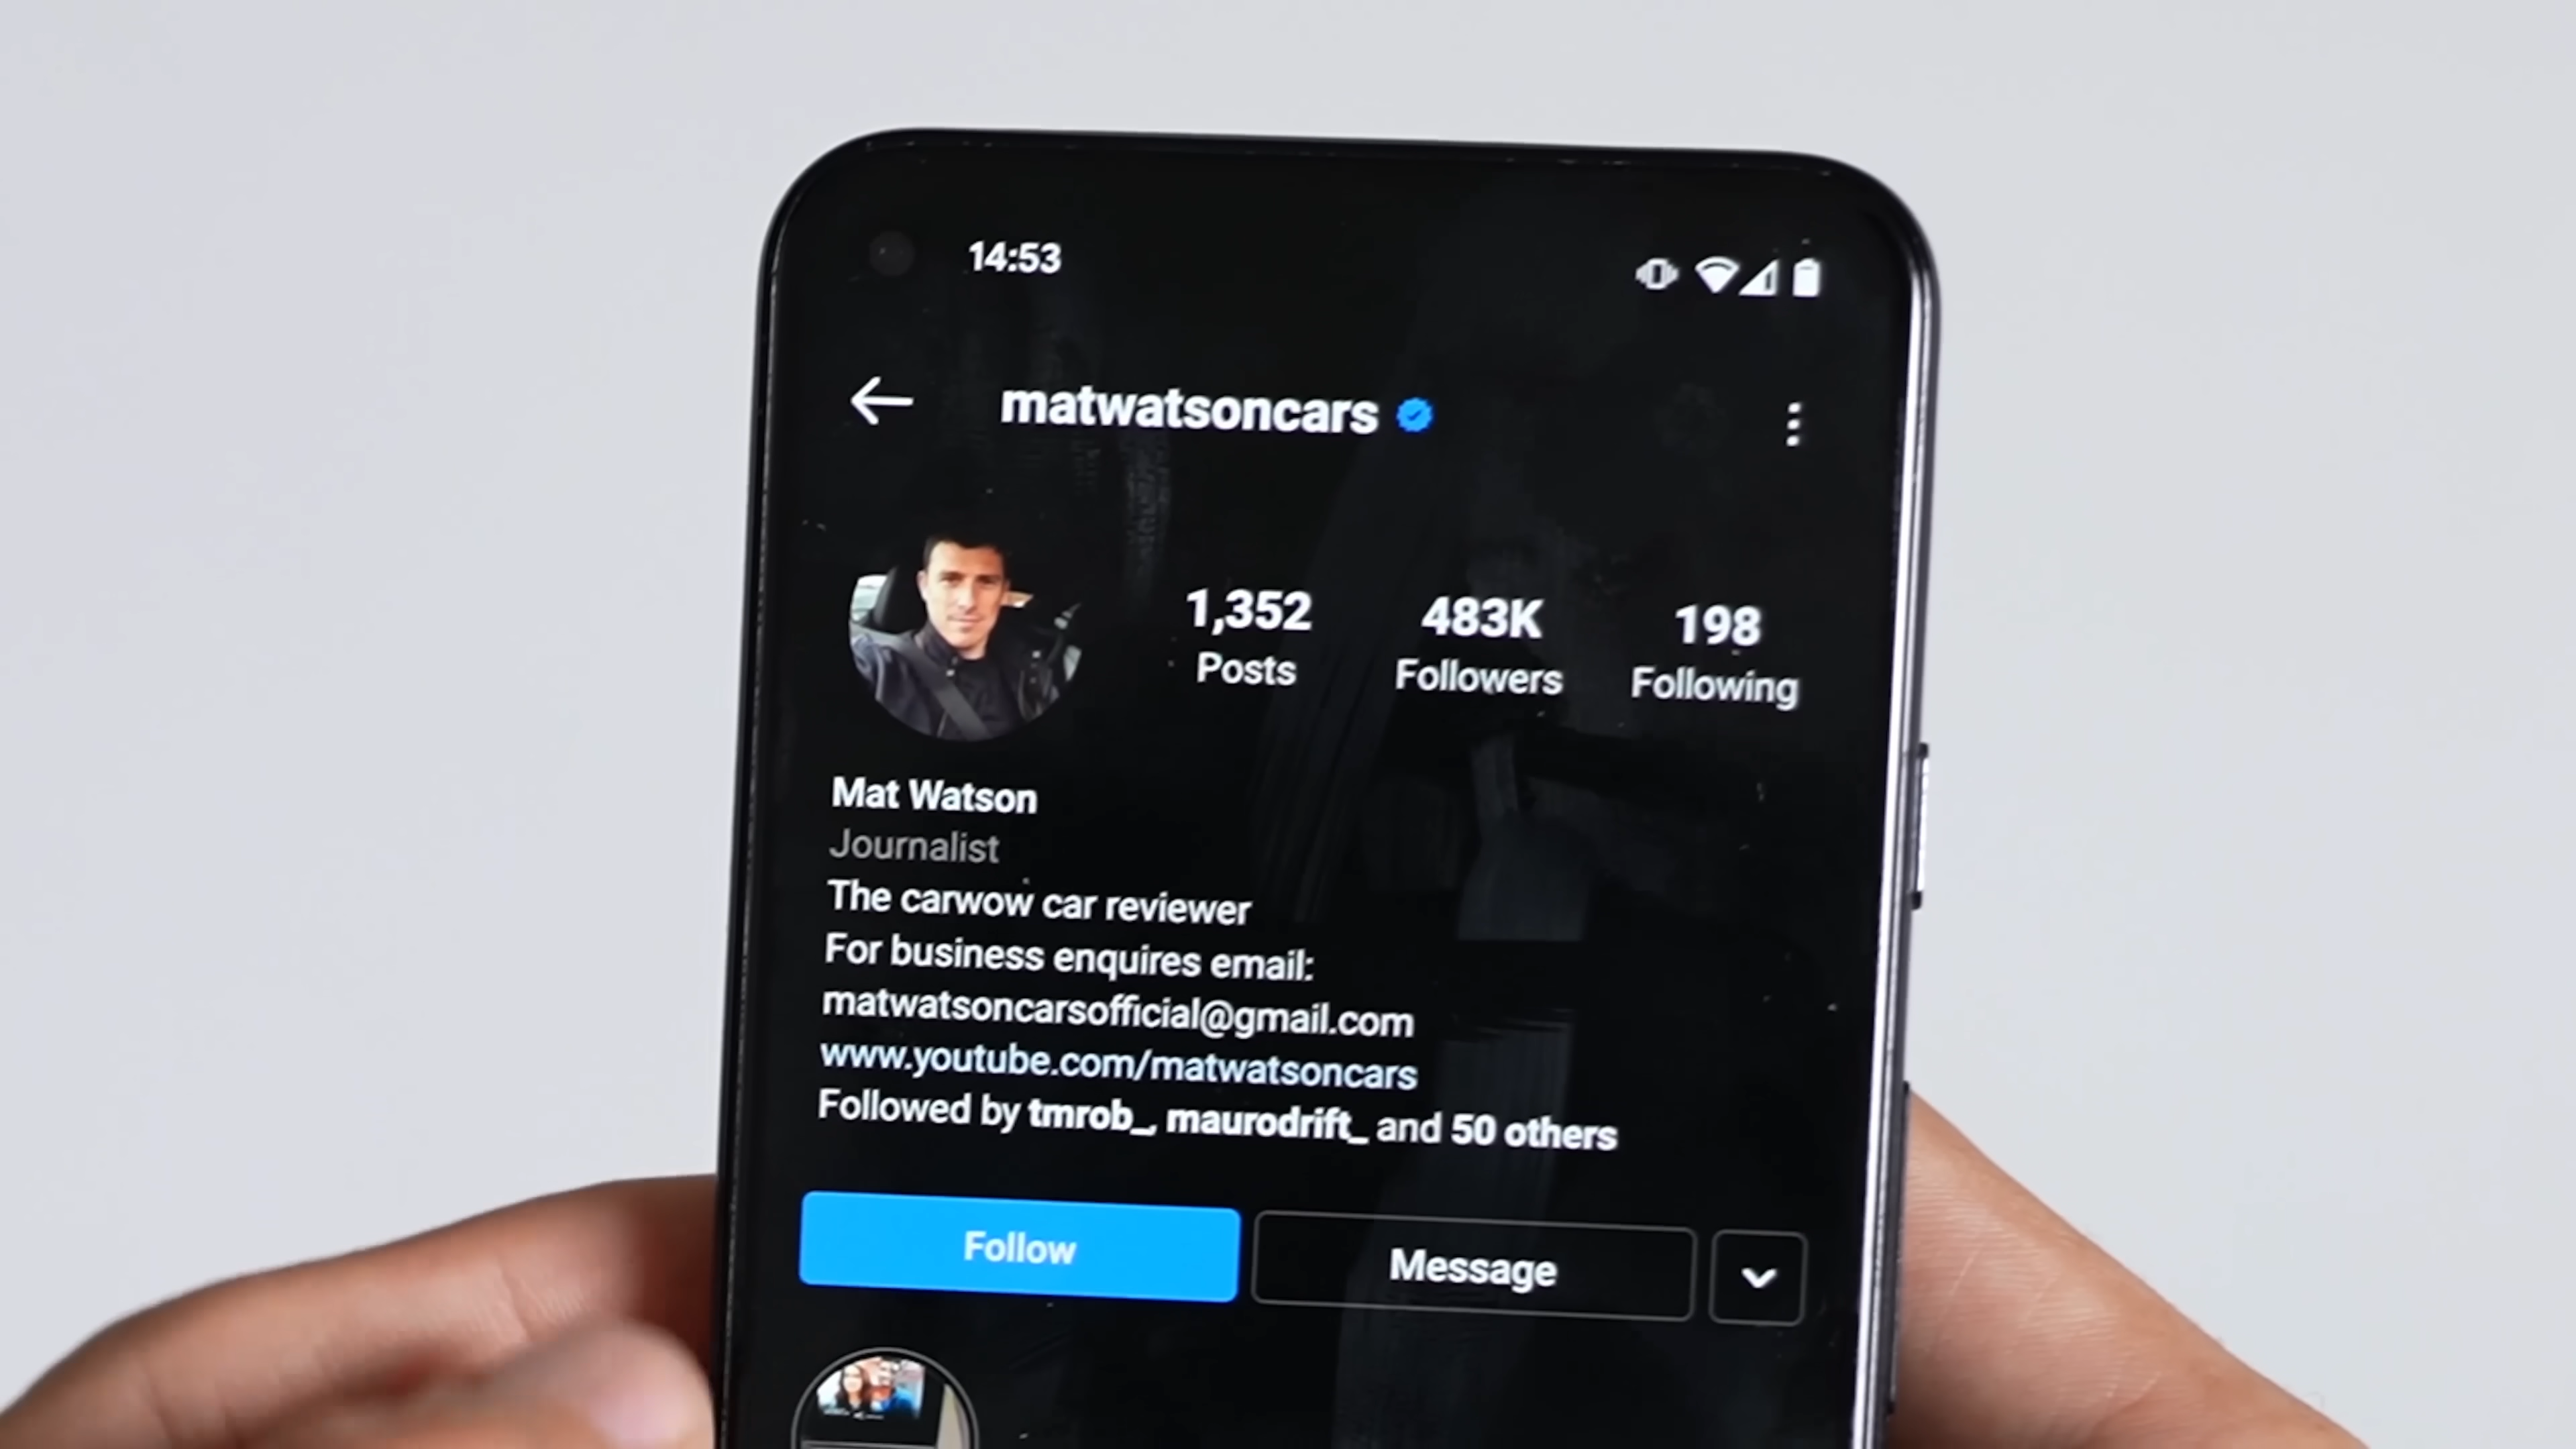 14:53
matwatsoncars
1,352 483K 198
Posts Followers Following
Mat Watson
Journalist
The carwow car reviewer
For business enquires email:
matwatsoncarsofficial@gmail.com
www.youtube.com/matwatsoncars
Followed by tmrob_, maurodrift_ and 50 others
Follow Message